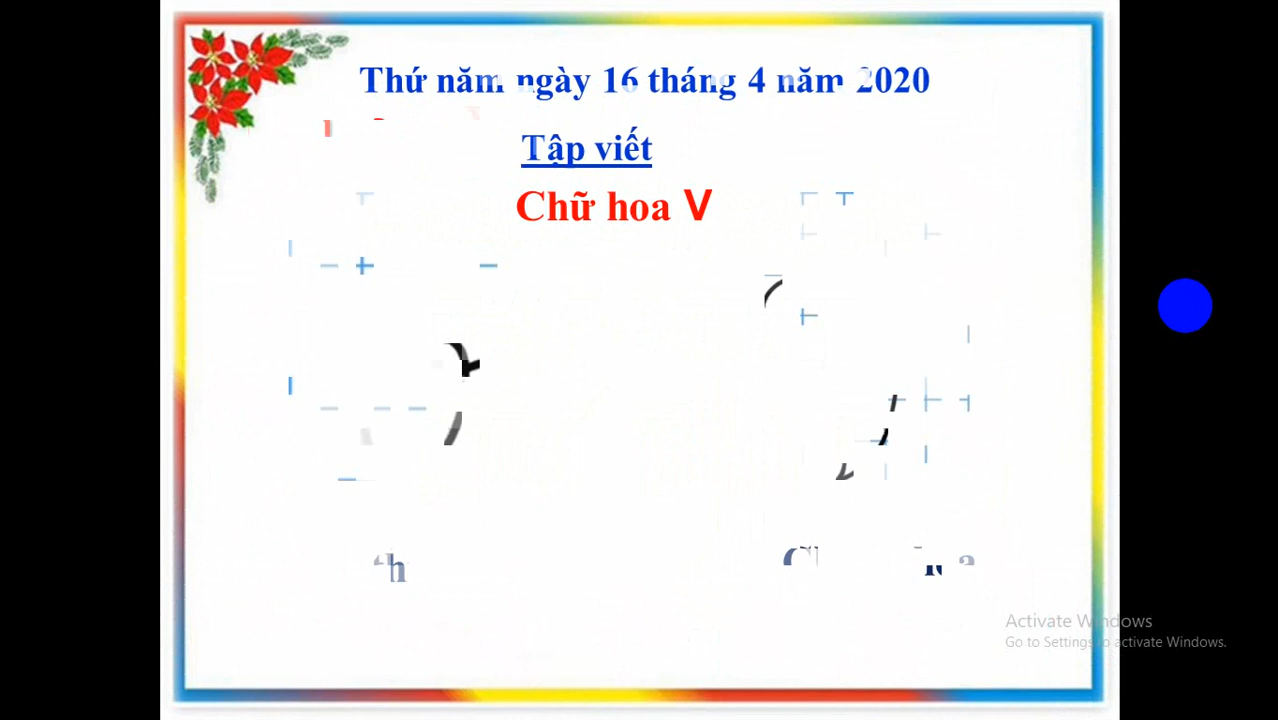 Thứ năm ngày 16 tháng 4 năm 2020
Tập viết
Chữ hoa V
th
Activate Windows
Go to Settings to activate Windows.